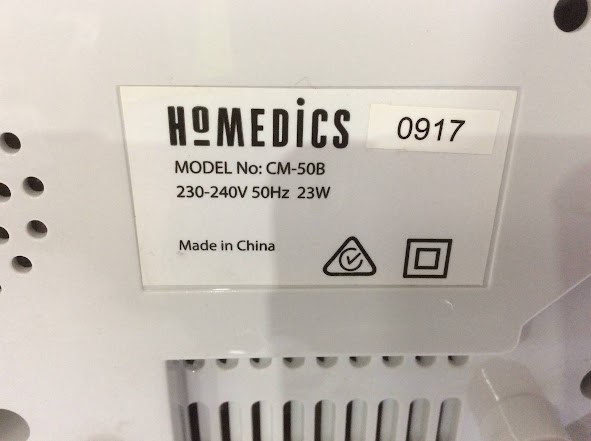 HoMEDiCS
0917
MODEL No: CM-50B
230-240V 50Hz 23W
Made in China